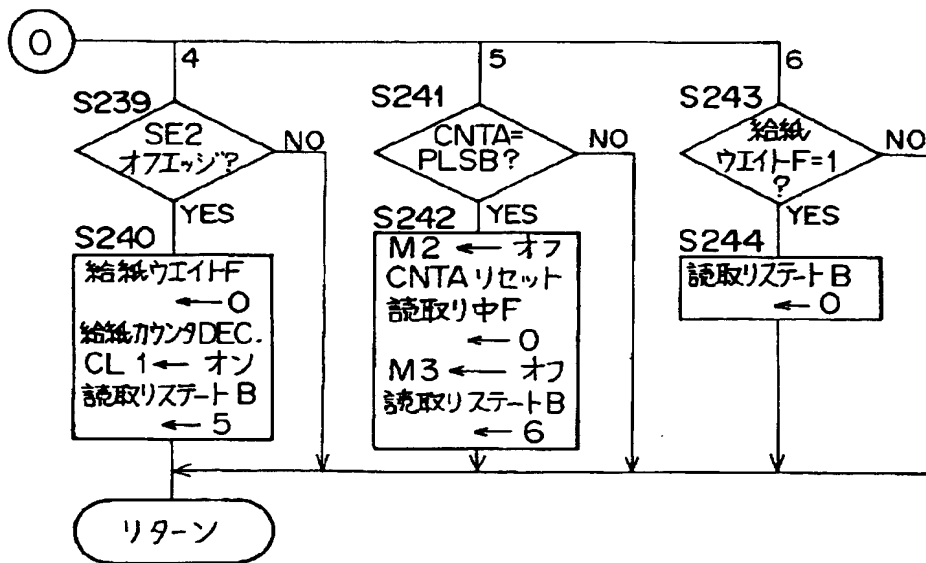 O
4
S239
SE2
オフエッジ?
NO
YES
S240
給紙ウエイトF
← 0
給紙カウンタDEC.
CL1← オン
読取りステートB
← 5
5
S241
CNTA=
PLSB?
NO
YES
S242
M2 ← オフ
CNTAリセット
読取り中F
← 0
M3 ← オフ
読取りステートB
← 6
6
S243
給紙
ウエイトF=1
?
NO
YES
S244
読取りステートB
← 0
リターン